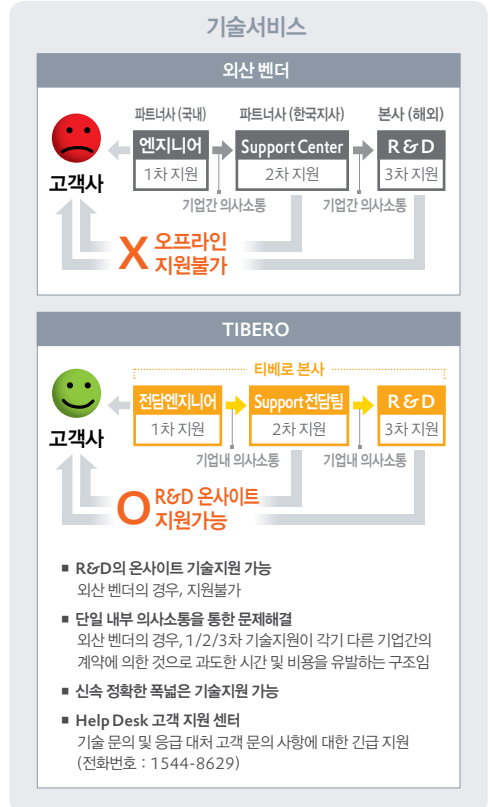 기술서비스
외산 벤더
파트너사 (국내) 파트너사 (한국지사) 본사 (해외)
엔지니어 Support Center R&D
1차 지원 2차 지원 3차 지원
고객사
기업간 의사소통 기업간 의사소통
X 오프라인
지원불가
TIBERO
티베로 본사
전담엔지니어 Support 전담팀 R&D
1차 지원 2차 지원 3차 지원
고객사
기업내 의사소통 기업내 의사소통
O R&D 온사이트
지원가능
■ R&D의 온사이트 기술지원 가능
외산 벤더의 경우, 지원불가
■ 단일 내부 의사소통을 통한 문제해결
외산 벤더의 경우, 1/2/3차 기술지원이 각기 다른 기업간의
계약에 의한 것으로 과도한 시간 및 비용을 유발하는 구조임
■ 신속 정확한 폭넓은 기술지원 가능
■ Help Desk 고객 지원 센터
기술 문의 및 응급 대처 고객 문의 사항에 대한 긴급 지원
(전화번호 : 1544-8629)